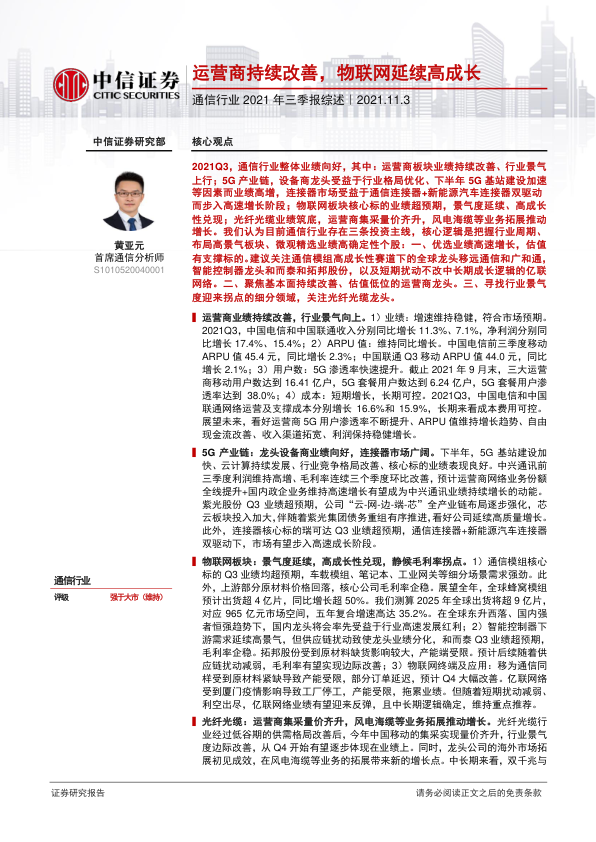 中信证券
CITIC SECURITIES
运营商持续改善，物联网延续高成长
通信行业 2021 年三季报综述｜2021.11.3
中信证券研究部
核心观点
黄亚元
首席通信分析师
S1010520040001
2021Q3，通信行业整体业绩向好，其中：运营商板块业绩持续改善、行业景气
上行；5G 产业链，设备商龙头受益于行业格局优化、下半年 5G 基站建设加速
等因素而业绩高增，连接器市场受益于通信连接器+新能源汽车连接器双驱动
而步入高速增长阶段；物联网板块核心标的业绩超预期，景气度延续、高成长
性兑现；光纤光缆业绩筑底，运营商集采量价齐升，风电海缆等业务拓展推动
增长。我们认为目前通信行业存在三条投资主线，核心逻辑是把握行业周期、
布局高景气板块、微观精选业绩高确定性个股：一、优选业绩高速增长，估值
有支撑标的。建议关注通信模组高成长性赛道下的全球龙头移远通信和广和通，
智能控制器龙头和而泰和拓邦股份，以及短期扰动不改中长期成长逻辑的亿联
网络。二、聚焦基本面持续改善、估值低位的运营商龙头。三、寻找行业景气
度迎来拐点的细分领域，关注光纤光缆龙头。
运营商业绩持续改善，行业景气向上。1）业绩：增速维持稳健，符合市场预期。
2021Q3，中国电信和中国联通收入分别同比增长 11.3%、7.1%，净利润分别同
比增长 17.4%、15.4%；2）ARPU 值：维持同比增长。中国电信前三季度移动
ARPU 值 45.4 元，同比增长 2.3%；中国联通 Q3 移动 ARPU 值 44.0 元，同比
增长 2.1%；3）用户数：5G 渗透率快速提升。截止 2021 年 9 月末，三大运营
商移动用户数达到 16.41 亿户，5G 套餐用户数达到 6.24 亿户，5G 套餐用户渗
透率达到 38.0%；4）成本：短期增长，长期可控。2021Q3，中国电信和中国
联通网络运营及支撑成本分别增长 16.6%和 15.9%，长期来看成本费用可控。
展望未来，看好运营商 5G 用户渗透率不断提升、ARPU 值维持增长趋势、自由
现金流改善、收入渠道拓宽、利润保持稳健增长。
5G 产业链：龙头设备商业绩向好，连接器市场广阔。下半年，5G 基站建设加
快、云计算持续发展、行业竞争格局改善、核心标的业绩表现良好。中兴通讯前
三季度利润维持高增、毛利率连续三个季度环比改善，预计运营商网络业务份额
全线提升+国内政企业务维持高速增长有望成为中兴通讯业绩持续增长的动能。
紫光股份 Q3 业绩超预期，公司“云-网-边-端-芯”全产业链布局逐步强化，芯
云板块投入加大，伴随着紫光集团债务重组有序推进，看好公司延续高质量增长。
此外，连接器核心标的瑞可达 Q3 业绩超预期，通信连接器+新能源汽车连接器
双驱动下，市场有望步入高速成长阶段。
物联网板块：景气度延续，高成长性兑现，静候毛利率拐点。1）通信模组核心
标的 Q3 业绩均超预期，车载模组、笔记本、工业网关等细分场景需求强劲。此
外，上游部分原材料价格回落，核心公司毛利率企稳。展望全年，全球蜂窝模组
预计出货超 4 亿片，同比增长超 50%。我们测算 2025 年全球出货将超 9 亿片，
对应 965 亿元市场空间，五年复合增速高达 35.2%。在全球东升西落、国内强
者恒强趋势下，国内龙头将会率先受益于行业高速发展红利；2）智能控制器下
游需求延续高景气，但供应链扰动致使龙头业绩分化，和而泰 Q3 业绩超预期，
毛利率企稳。拓邦股份受到原材料缺货影响较大，产能端受限。预计后续随着供
应链扰动减弱，毛利率有望实现边际改善；3）物联网终端及应用：移为通信同
样受到原材料紧缺导致产能受限，部分订单延迟，预计 Q4 大幅改善。亿联网络
受到厦门疫情影响导致工厂停工，产能受限，拖累业绩。但随着短期扰动减弱、
利空出尽，亿联网络业绩有望迎来反弹，且中长期逻辑确定，维持重点推荐。
光纤光缆：运营商集采量价齐升，风电海缆等业务拓展推动增长。光纤光缆行
业经过低谷期的供需格局改善后，今年中国移动的集采实现量价齐升，行业景气
度边际改善，从 Q4 开始有望逐步体现在业绩上。同时，龙头公司的海外市场拓
展初见成效，在风电海缆等业务的拓展带来新的增长点。中长期来看，双千兆与
通信行业
评级
强于大市（维持）
证券研究报告
请务必阅读正文之后的免责条款